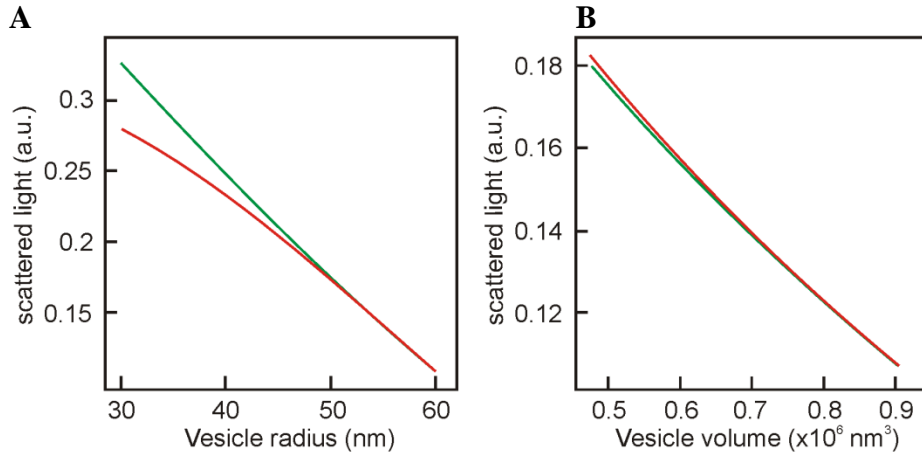 A
scattered light (a.u.)
0.3
0.25
0.2
0.15
30
40
50
60
Vesicle radius (nm)
B
scattered light (a.u.)
0.18
0.16
0.14
0.12
0.5
0.6
0.7
0.8
0.9
Vesicle volume (x10⁶ nm³)